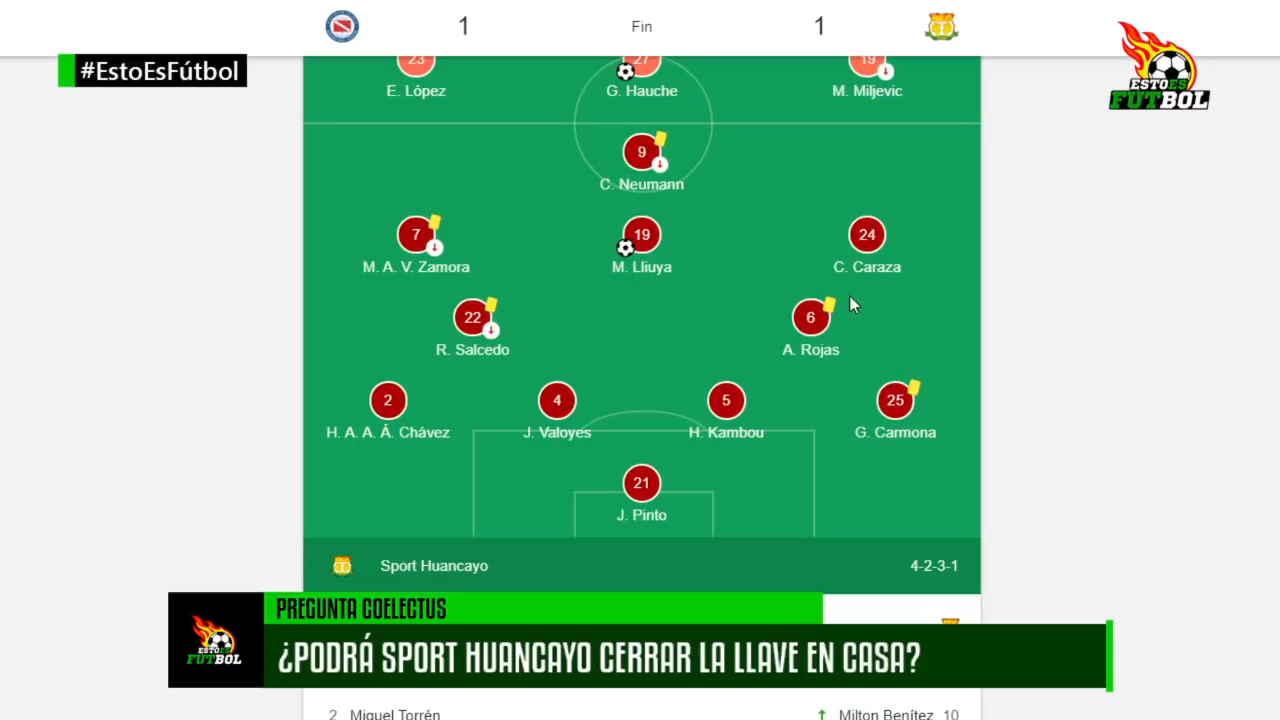 1 Fin 1
#EstoEsFútbol
ESTO ES
FÚTBOL
23 27 19
E. López G. Hauche M. Miljevic
9
C. Neumann
7 19 24
M. A. V. Zamora M. Lliuya C. Caraza
22 6
R. Salcedo A. Rojas
2 4 5 25
H. A. A. Á. Chávez J. Valoyes H. Kambou G. Carmona
21
J. Pinto
Sport Huancayo 4-2-3-1
PREGUNTA COELECTUS
ESTO ES
FÚTBOL
¿PODRÁ SPORT HUANCAYO CERRAR LA LLAVE EN CASA?
2 Miguel Torrén Milton Benítez 10